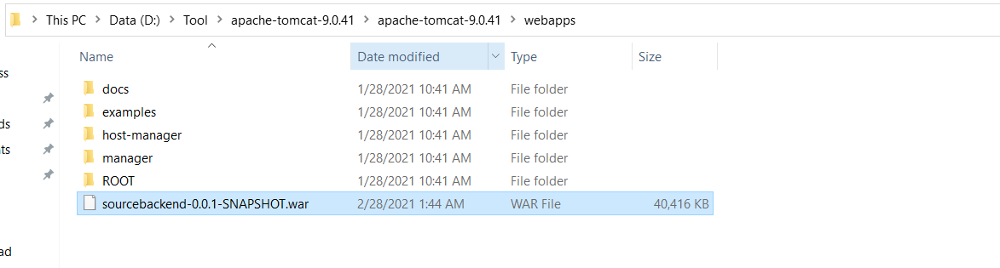 This PC > Data (D:) > Tool > apache-tomcat-9.0.41 > apache-tomcat-9.0.41 > webapps
Name Date modified Type Size
ss
docs 1/28/2021 10:41 AM File folder
examples 1/28/2021 10:41 AM File folder
ds
host-manager 1/28/2021 10:41 AM File folder
nts
manager 1/28/2021 10:41 AM File folder
ROOT 1/28/2021 10:41 AM File folder
sourcebackend-0.0.1-SNAPSHOT.war 2/28/2021 1:44 AM WAR File 40,416 KB
ad